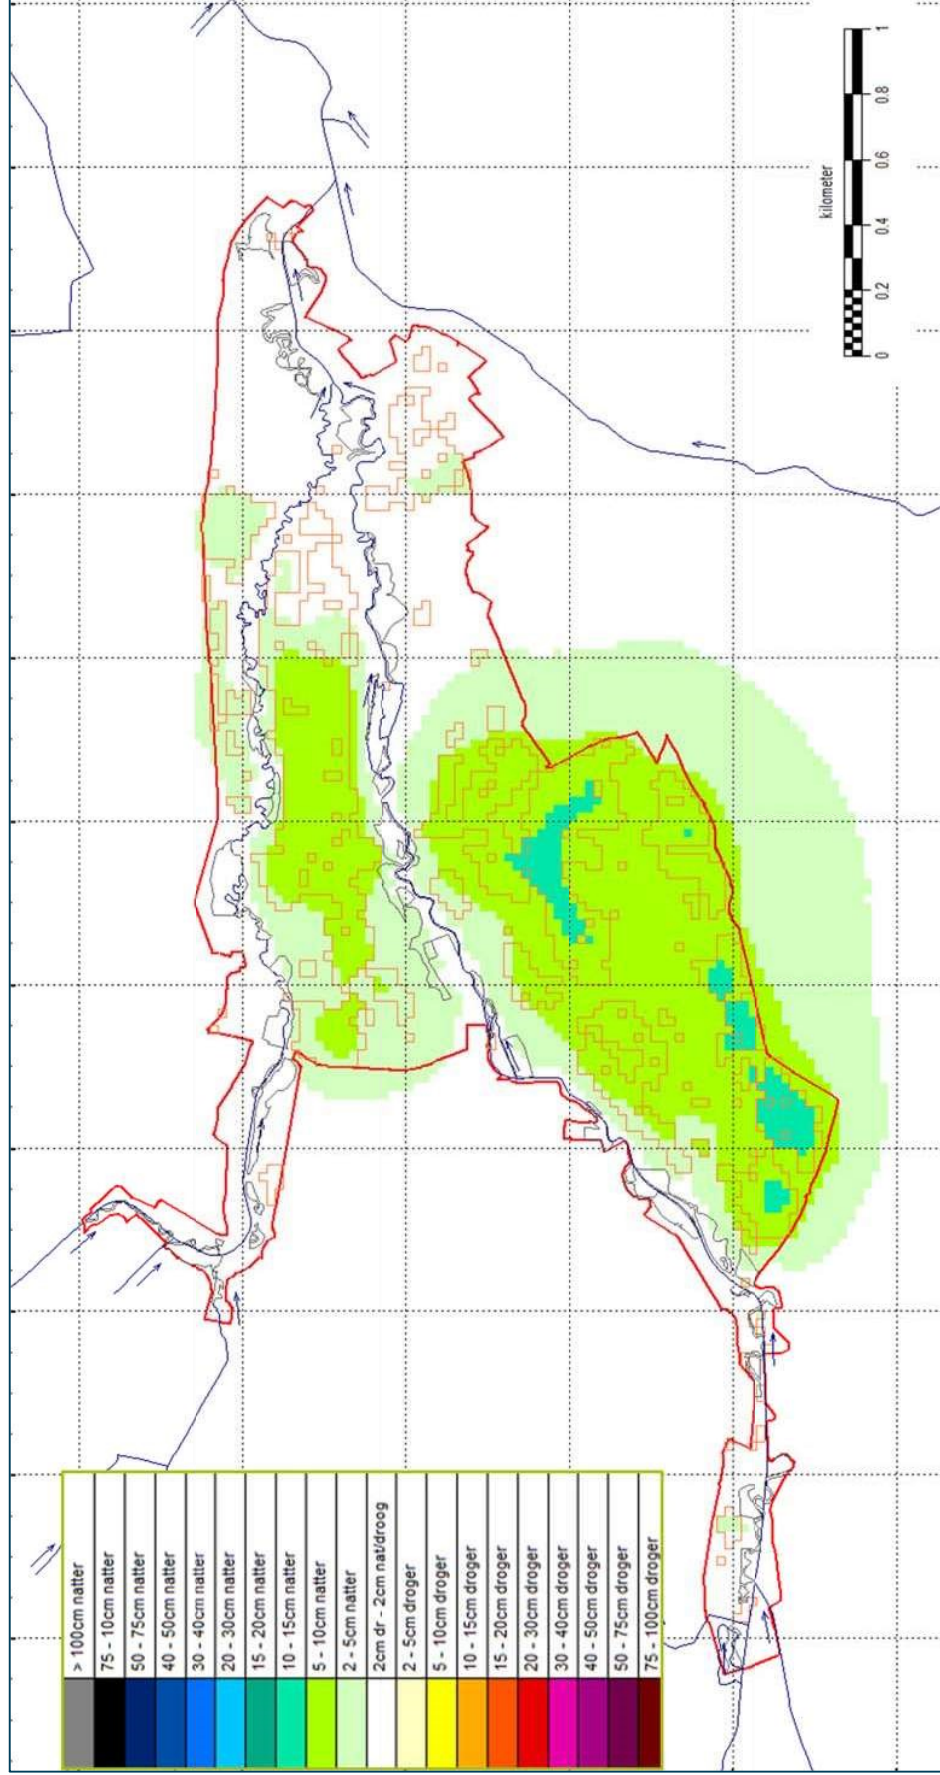 > 100cm natter
75 - 100cm natter
50 - 75cm natter
40 - 50cm natter
30 - 40cm natter
20 - 30cm natter
15 - 20cm natter
10 - 15cm natter
5 - 10cm natter
2 - 5cm natter
2cm dr - 2cm nat/droog
2 - 5cm droger
5 - 10cm droger
10 - 15cm droger
15 - 20cm droger
20 - 30cm droger
30 - 40cm droger
40 - 50cm droger
50 - 75cm droger
75 - 100cm droger
kilometer
0 0.2 0.4 0.6 0.8 1